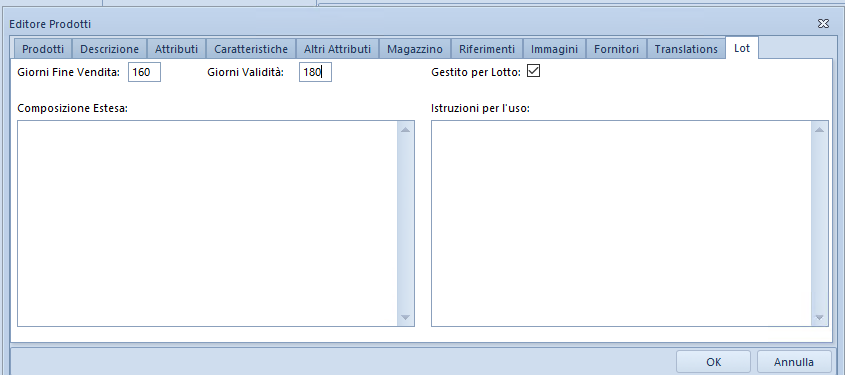 Editore Prodotti
Prodotti Descrizione Attributi Caratteristiche Altri Attributi Magazzino Riferimenti Immagini Fornitori Translations Lot
Giorni Fine Vendita: 160 Giorni Validità: 180 Gestito per Lotto:
Composizione Estesa: Istruzioni per l'uso:
OK Annulla